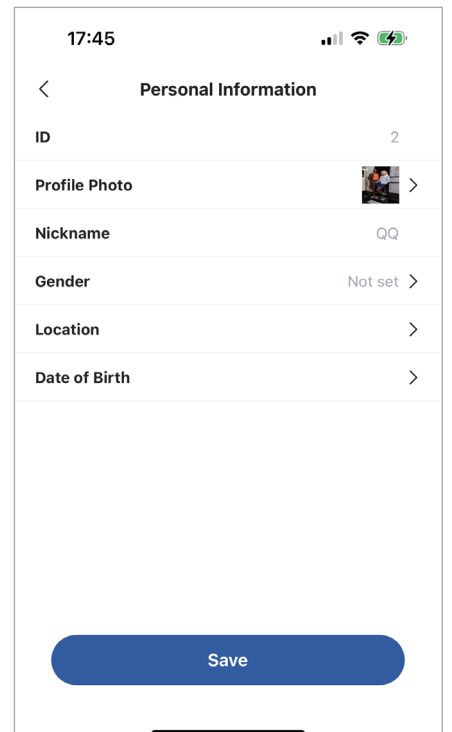 17:45
Personal Information
ID 2
Profile Photo
Nickname QQ
Gender Not set
Location
Date of Birth
Save